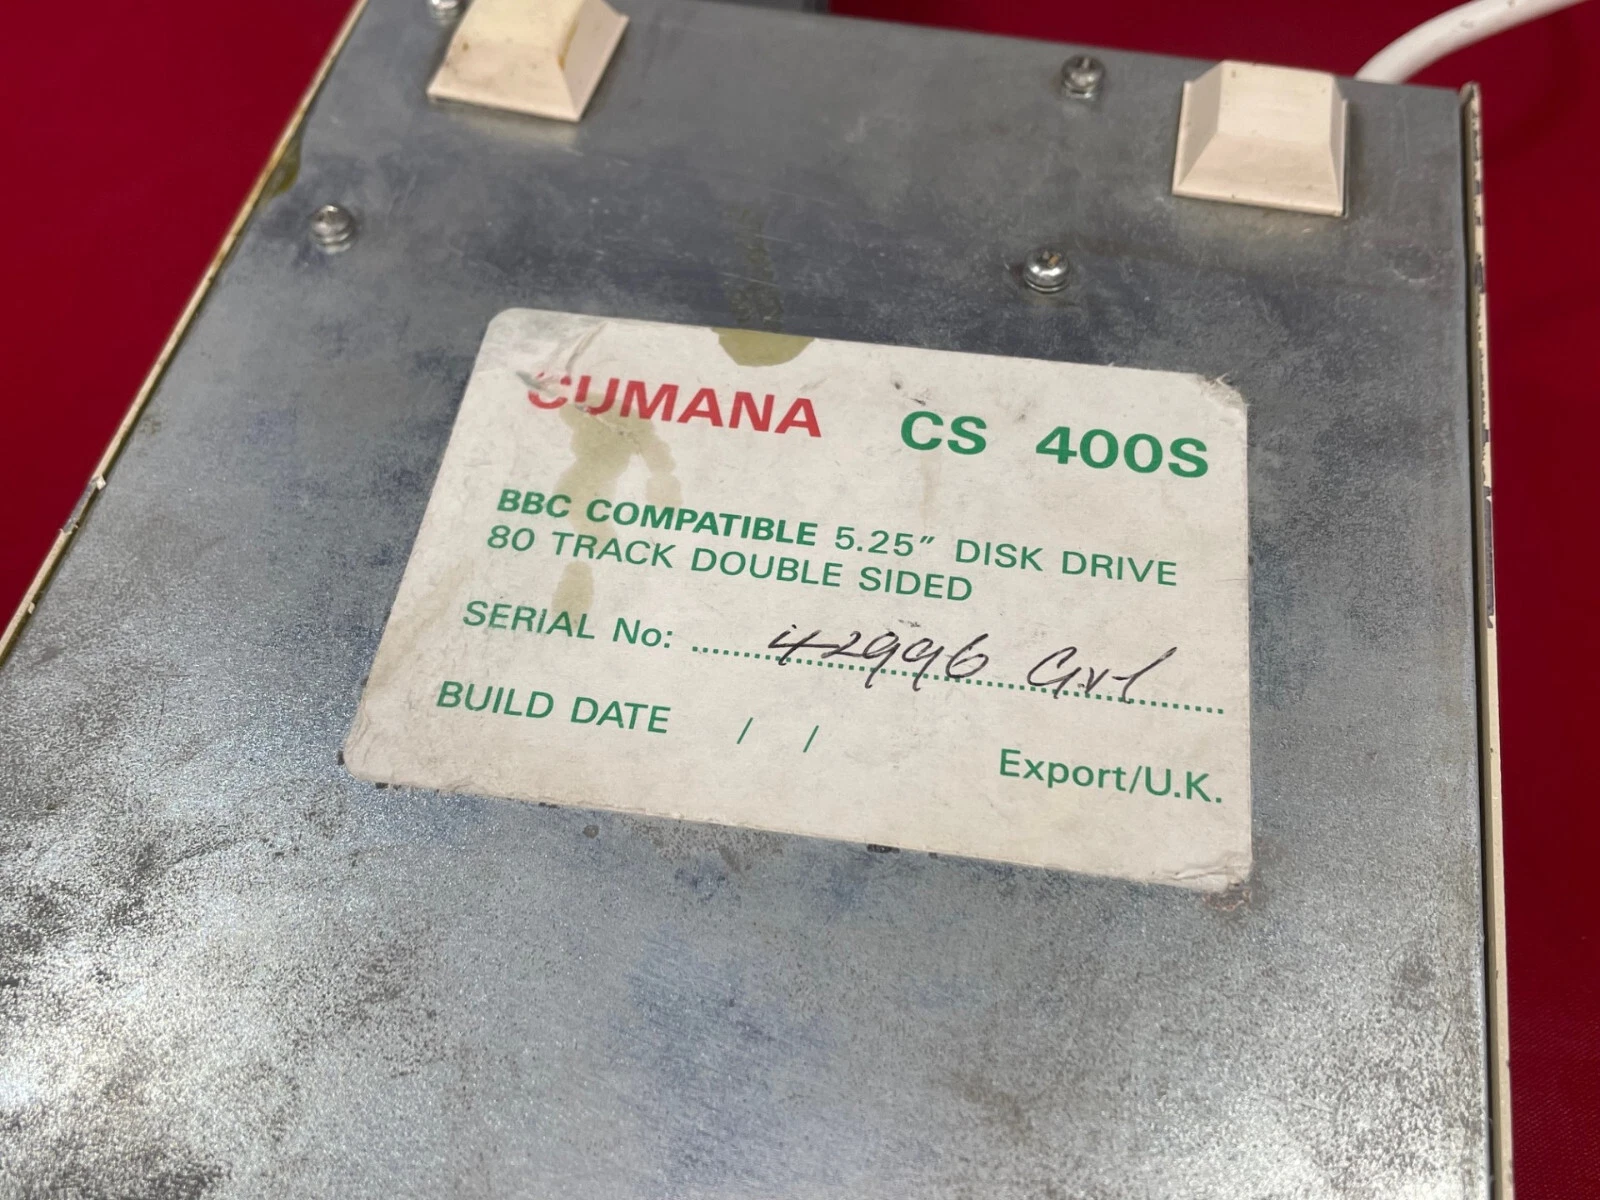 CUMANA CS 400S
BBC COMPATIBLE 5.25" DISK DRIVE
80 TRACK DOUBLE SIDED
SERIAL No: .......42996.......
BUILD DATE / /
Export/U.K.